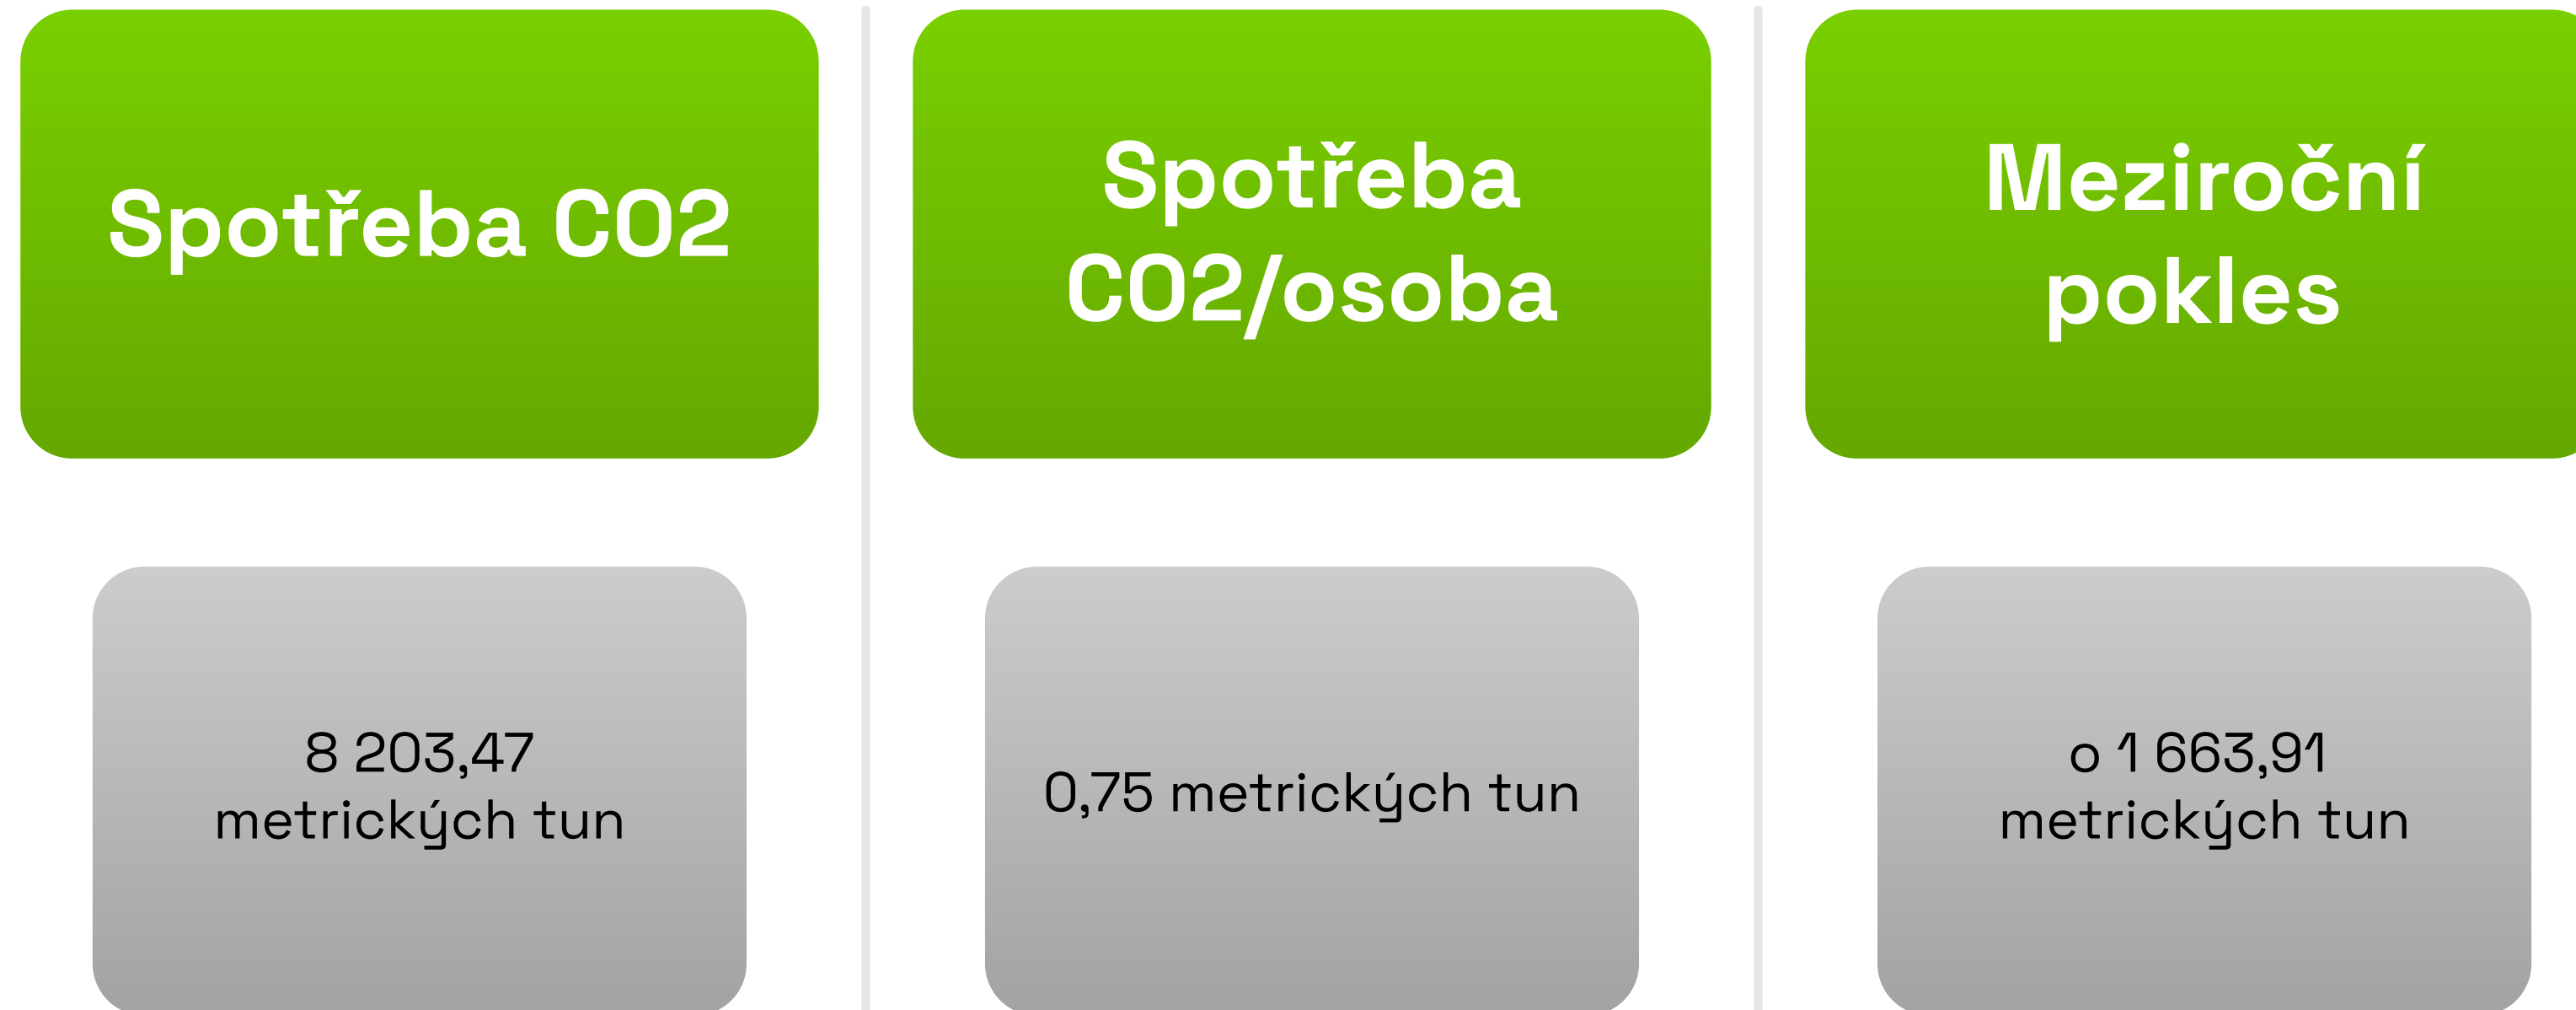 Spotřeba CO2
8 203,47
metrických tun
Spotřeba
CO2/osoba
0,75 metrických tun
Meziroční
pokles
o 1 663,91
metrických tun